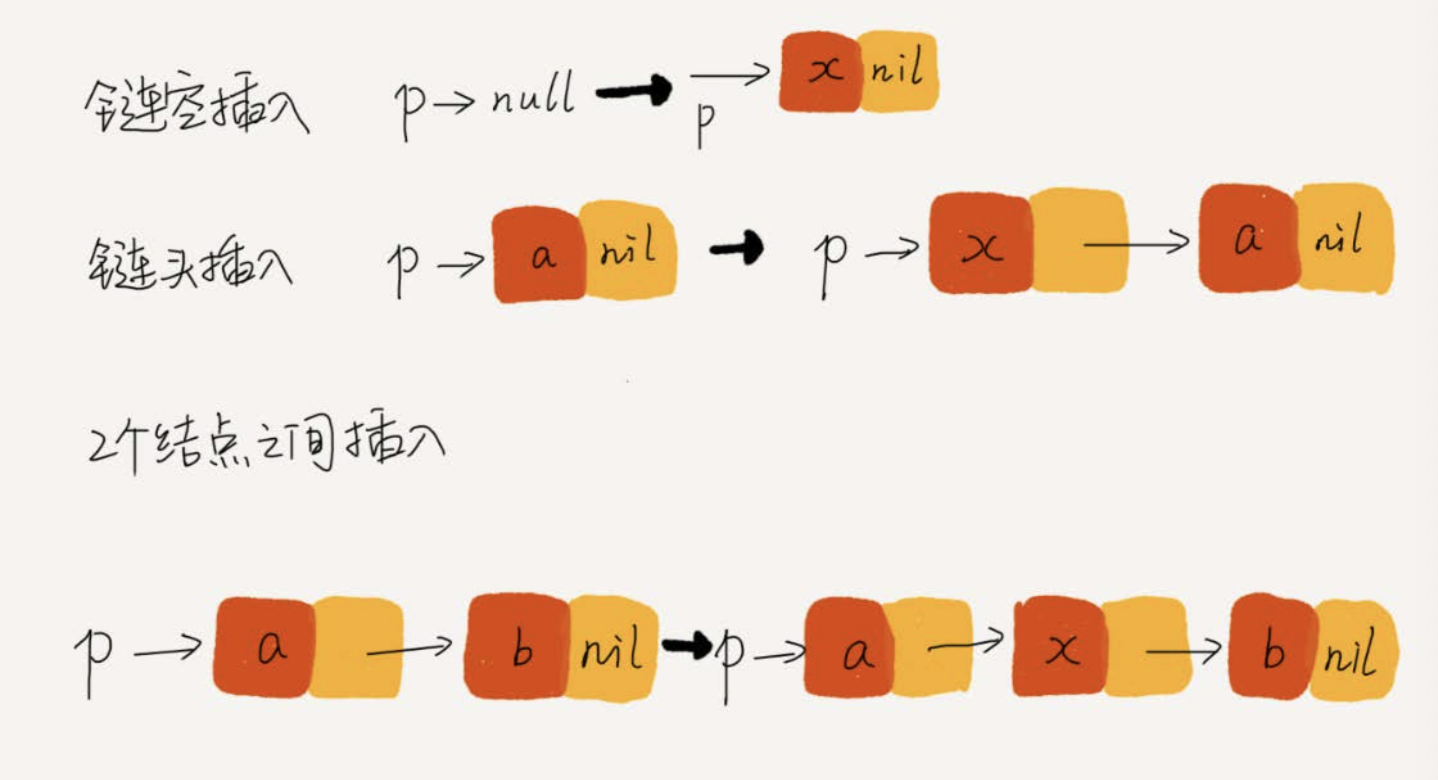 链空插入 p → null → p → x nil
链头插入 p → a nil → p → x → a nil
2个结点之间插入
p → a → b nil → p → a → x → b nil